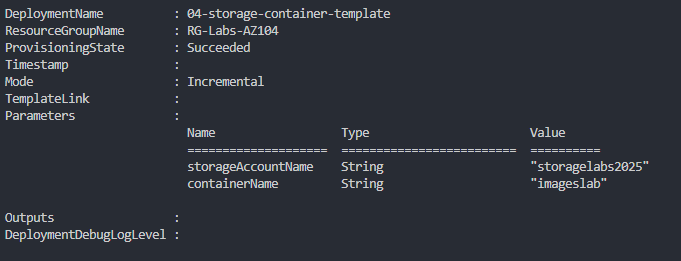 DeploymentName          : 04-storage-container-template
ResourceGroupName       : RG-Labs-AZ104
ProvisioningState       : Succeeded
Timestamp               :
Mode                    : Incremental
TemplateLink            :
Parameters              :
                          Name                  Type                       Value
                          ====================  =========================  ==========
                          storageAccountName    String                     "storagelabs2025"
                          containerName         String                     "imageslab"
Outputs                 :
DeploymentDebugLogLevel :